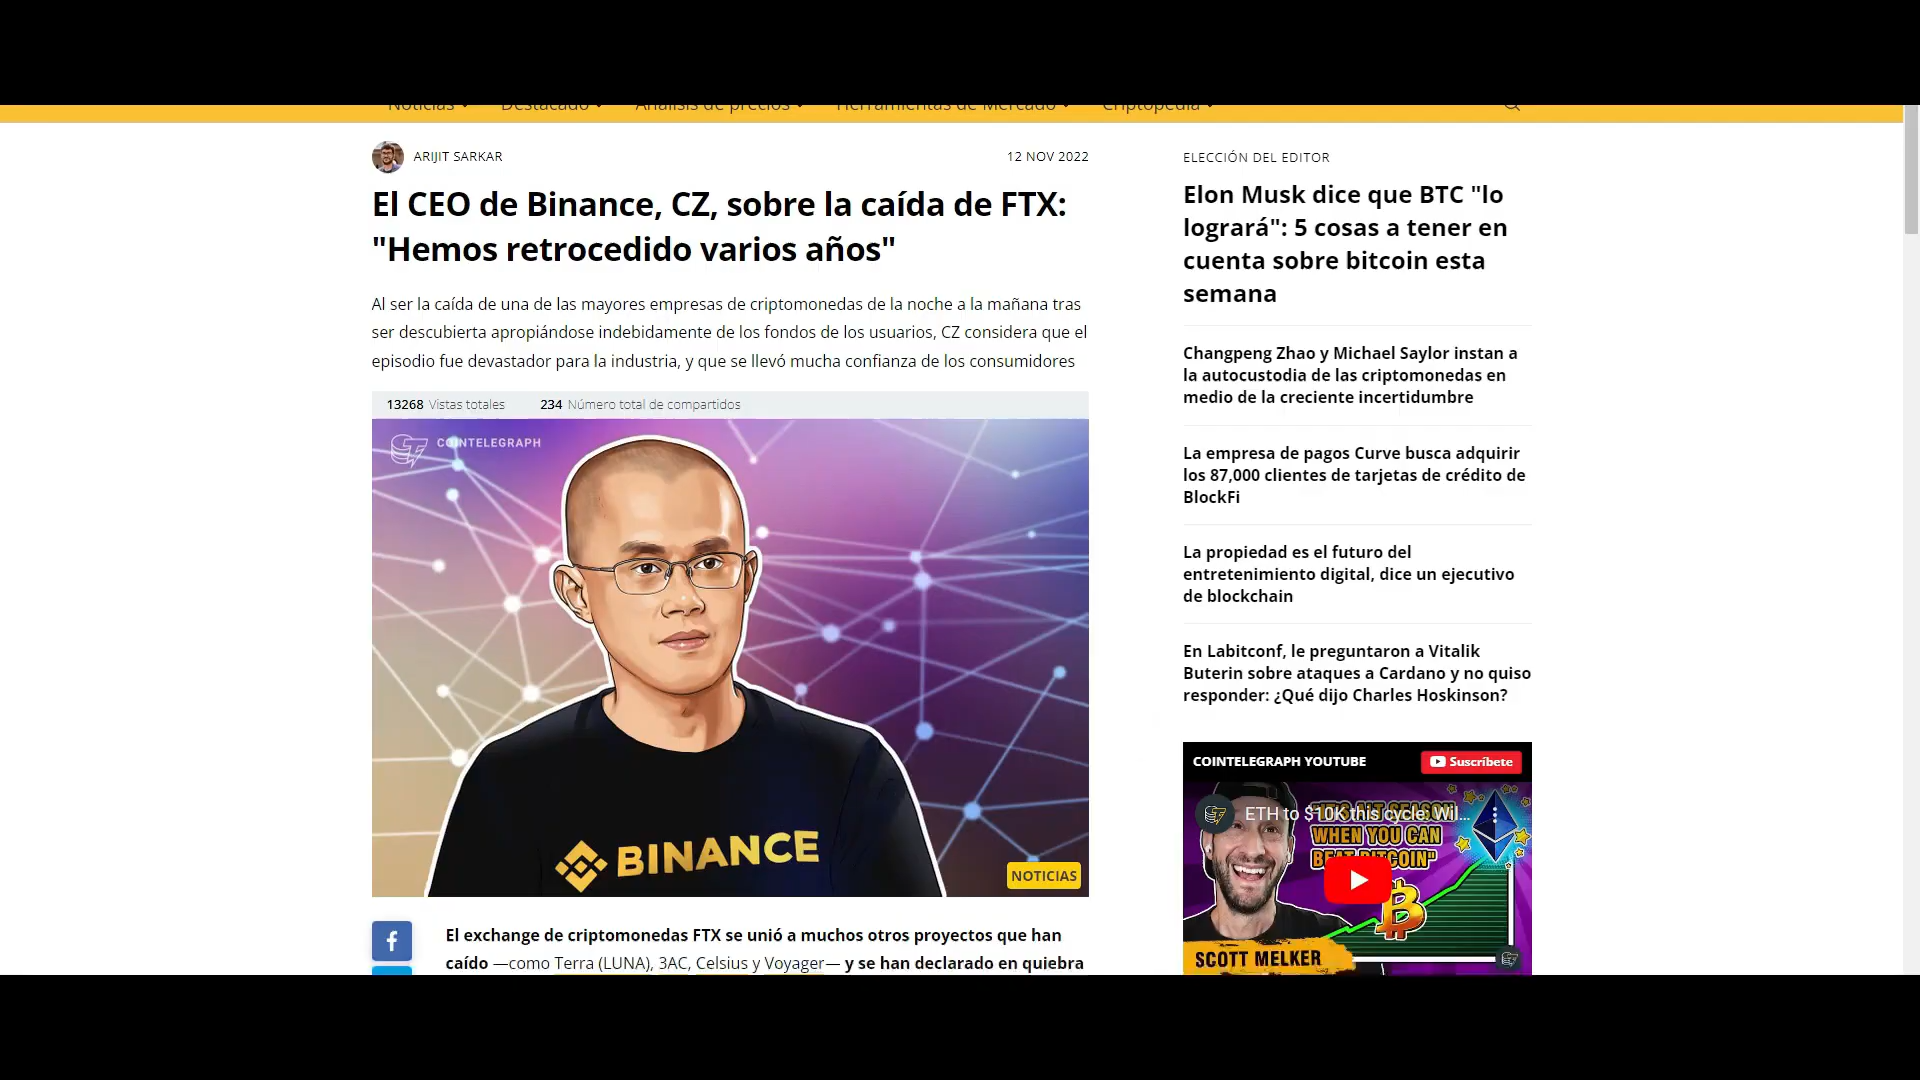 Noticias Destacado Análisis de precios Herramientas de Mercado Criptopedia
ARIJIT SARKAR
12 NOV 2022
El CEO de Binance, CZ, sobre la caída de FTX:
"Hemos retrocedido varios años"
Al ser la caída de una de las mayores empresas de criptomonedas de la noche a la mañana tras
ser descubierta apropiándose indebidamente de los fondos de los usuarios, CZ considera que el
episodio fue devastador para la industria, y que se llevó mucha confianza de los consumidores
13268 Vistas totales 234 Número total de compartidos
COINTELEGRAPH
BINANCE
NOTICIAS
El exchange de criptomonedas FTX se unió a muchos otros proyectos que han
caído —como Terra (LUNA), 3AC, Celsius y Voyager— y se han declarado en quiebra
ELECCIÓN DEL EDITOR
Elon Musk dice que BTC "lo
logrará": 5 cosas a tener en
cuenta sobre bitcoin esta
semana
Changpeng Zhao y Michael Saylor instan a
la autocustodia de las criptomonedas en
medio de la creciente incertidumbre
La empresa de pagos Curve busca adquirir
los 87,000 clientes de tarjetas de crédito de
BlockFi
La propiedad es el futuro del
entretenimiento digital, dice un ejecutivo
de blockchain
En Labitconf, le preguntaron a Vitalik
Buterin sobre ataques a Cardano y no quiso
responder: ¿Qué dijo Charles Hoskinson?
COINTELEGRAPH YOUTUBE
Suscríbete
ETH to $10K this cycle: Wil...
"IT'S ALT SEASON
WHEN YOU CAN
BEAT BITCOIN"
SCOTT MELKER